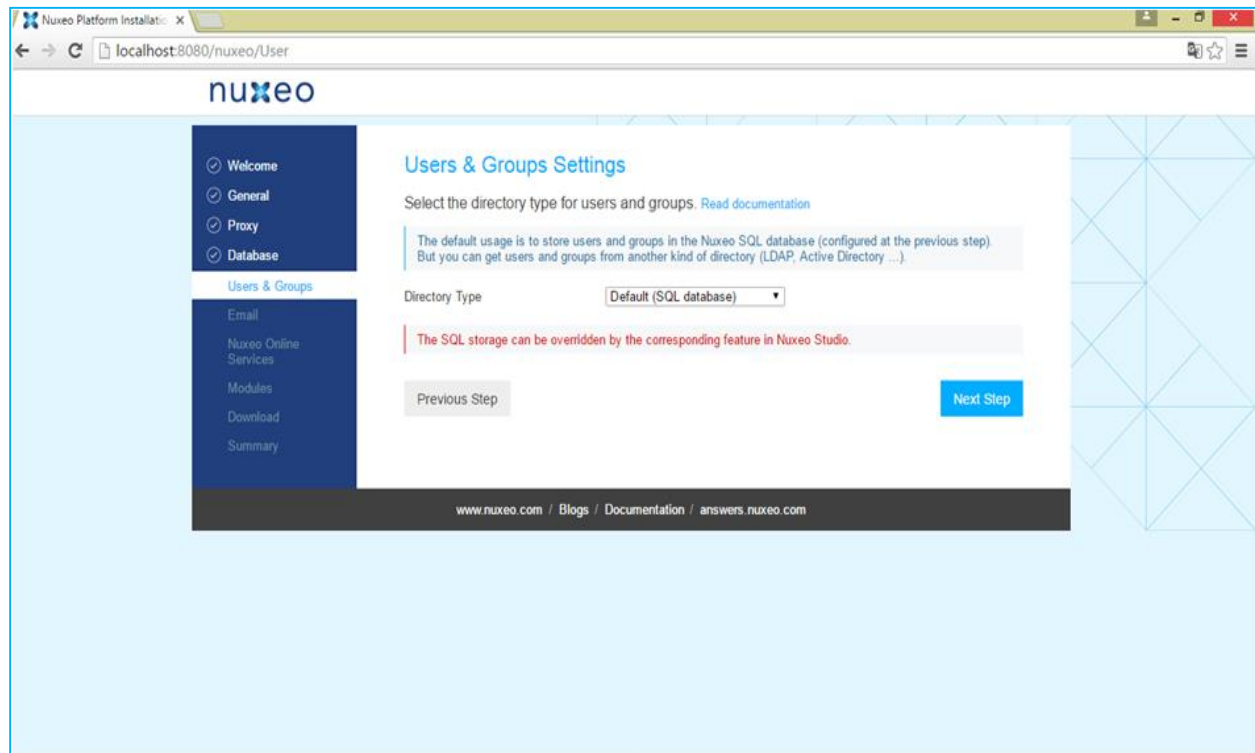 Nuxeo Platform Installatio
localhost:8080/nuxeo/User
nuxeo
Welcome
General
Proxy
Database
Users & Groups
Email
Nuxeo Online
Services
Modules
Download
Summary
Users & Groups Settings
Select the directory type for users and groups. Read documentation
The default usage is to store users and groups in the Nuxeo SQL database (configured at the previous step).
But you can get users and groups from another kind of directory (LDAP, Active Directory ...).
Directory Type Default (SQL database)
The SQL storage can be overridden by the corresponding feature in Nuxeo Studio.
Previous Step Next Step
www.nuxeo.com / Blogs / Documentation / answers.nuxeo.com